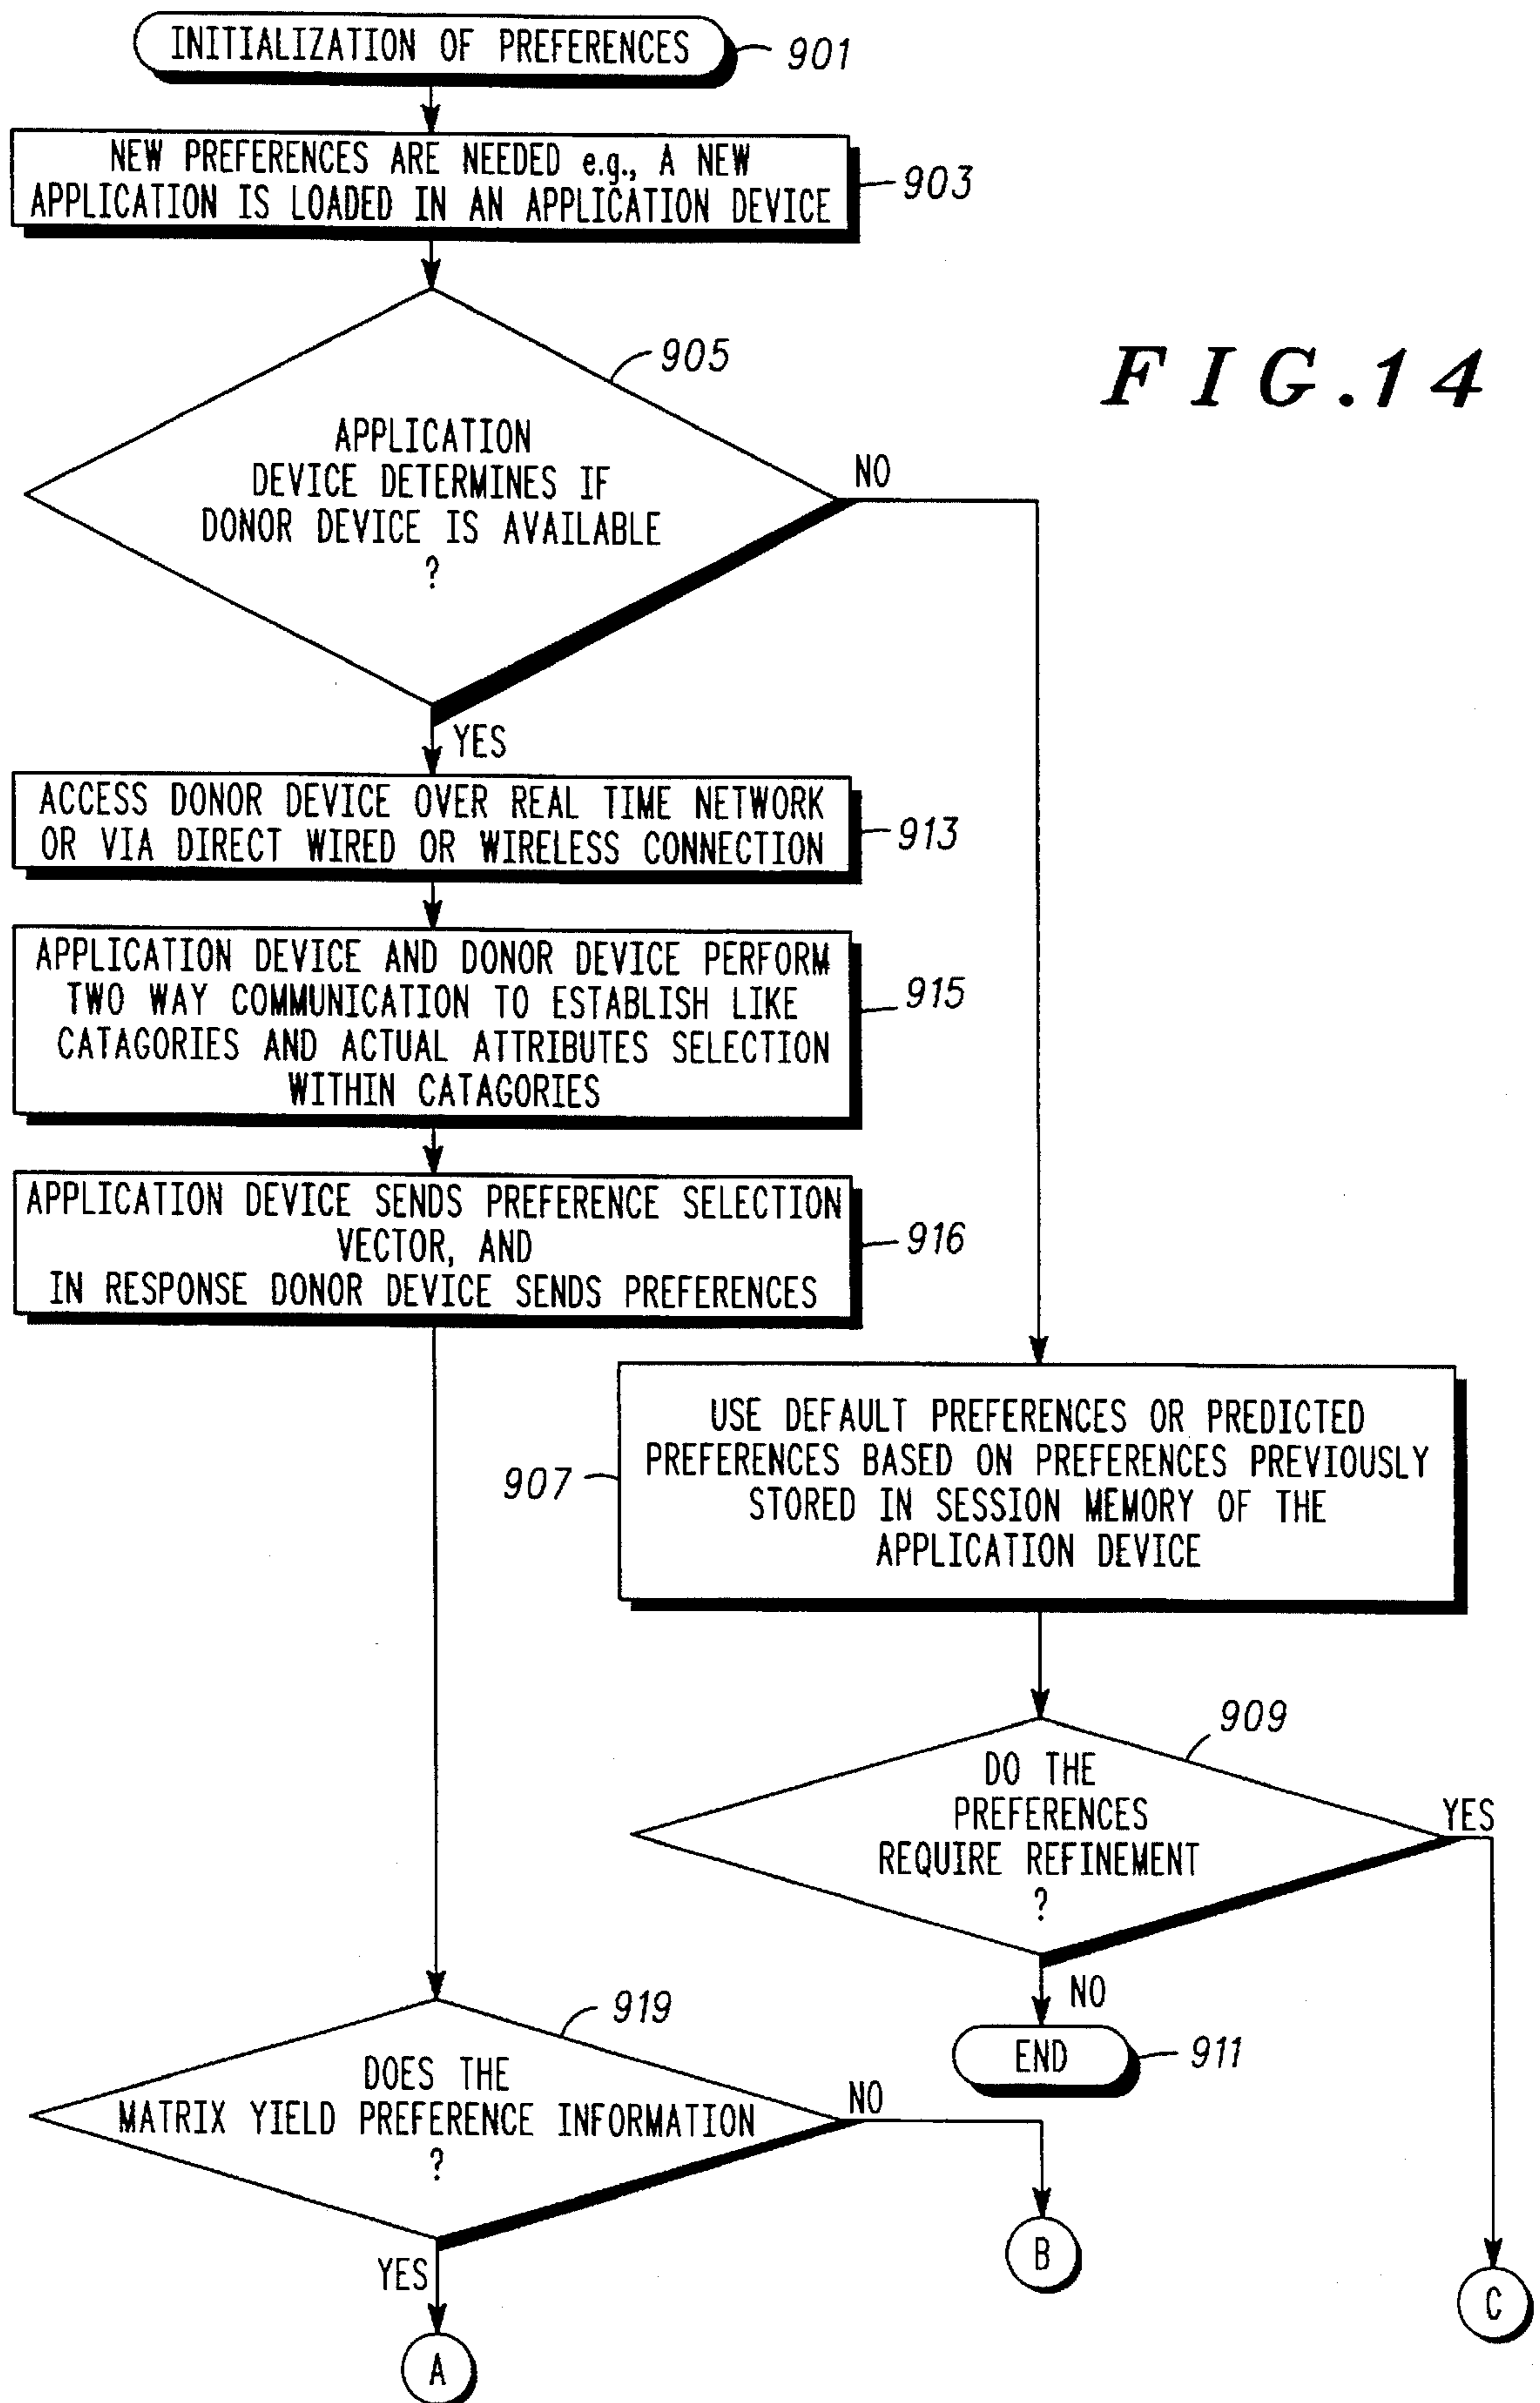 INITIALIZATION OF PREFERENCES
901
NEW PREFERENCES ARE NEEDED e.g., A NEW
APPLICATION IS LOADED IN AN APPLICATION DEVICE
903
FIG.14
905
APPLICATION
DEVICE DETERMINES IF
DONOR DEVICE IS AVAILABLE
?
NO
YES
ACCESS DONOR DEVICE OVER REAL TIME NETWORK
OR VIA DIRECT WIRED OR WIRELESS CONNECTION
913
APPLICATION DEVICE AND DONOR DEVICE PERFORM
TWO WAY COMMUNICATION TO ESTABLISH LIKE
CATAGORIES AND ACTUAL ATTRIBUTES SELECTION
WITHIN CATAGORIES
915
APPLICATION DEVICE SENDS PREFERENCE SELECTION
VECTOR, AND
IN RESPONSE DONOR DEVICE SENDS PREFERENCES
916
USE DEFAULT PREFERENCES OR PREDICTED
PREFERENCES BASED ON PREFERENCES PREVIOUSLY
STORED IN SESSION MEMORY OF THE
APPLICATION DEVICE
907
909
DO THE
PREFERENCES
REQUIRE REFINEMENT
?
YES
NO
END
911
919
DOES THE
MATRIX YIELD PREFERENCE INFORMATION
?
NO
YES
B
C
A